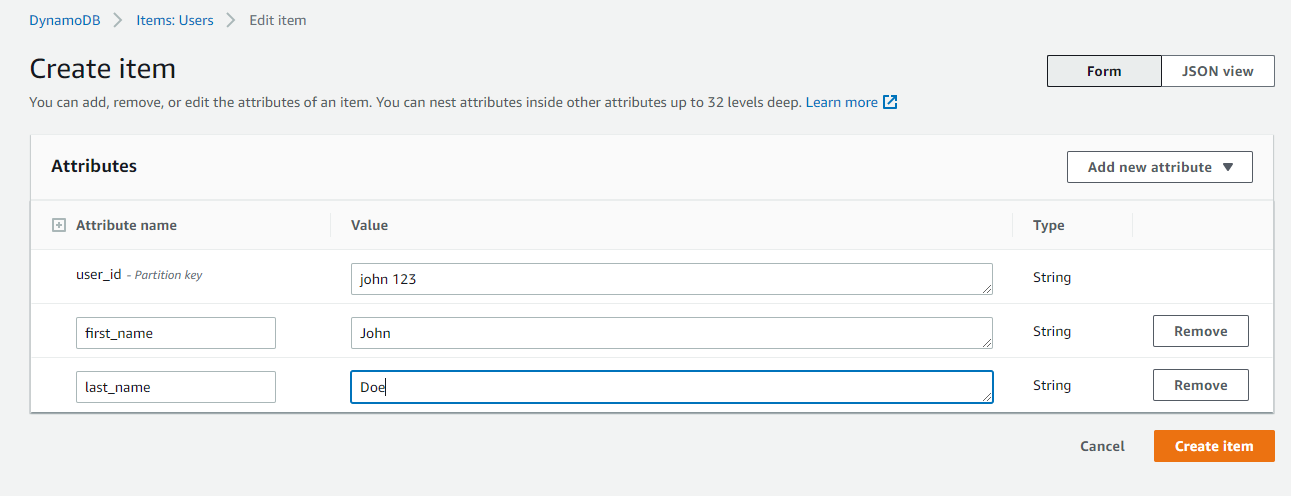 DynamoDB > Items: Users > Edit item
Create item
Form JSON view
You can add, remove, or edit the attributes of an item. You can nest attributes inside other attributes up to 32 levels deep. Learn more
Attributes
Add new attribute
Attribute name Value Type
user_id - Partition key john 123 String
first_name John String Remove
last_name Doe String Remove
Cancel Create item